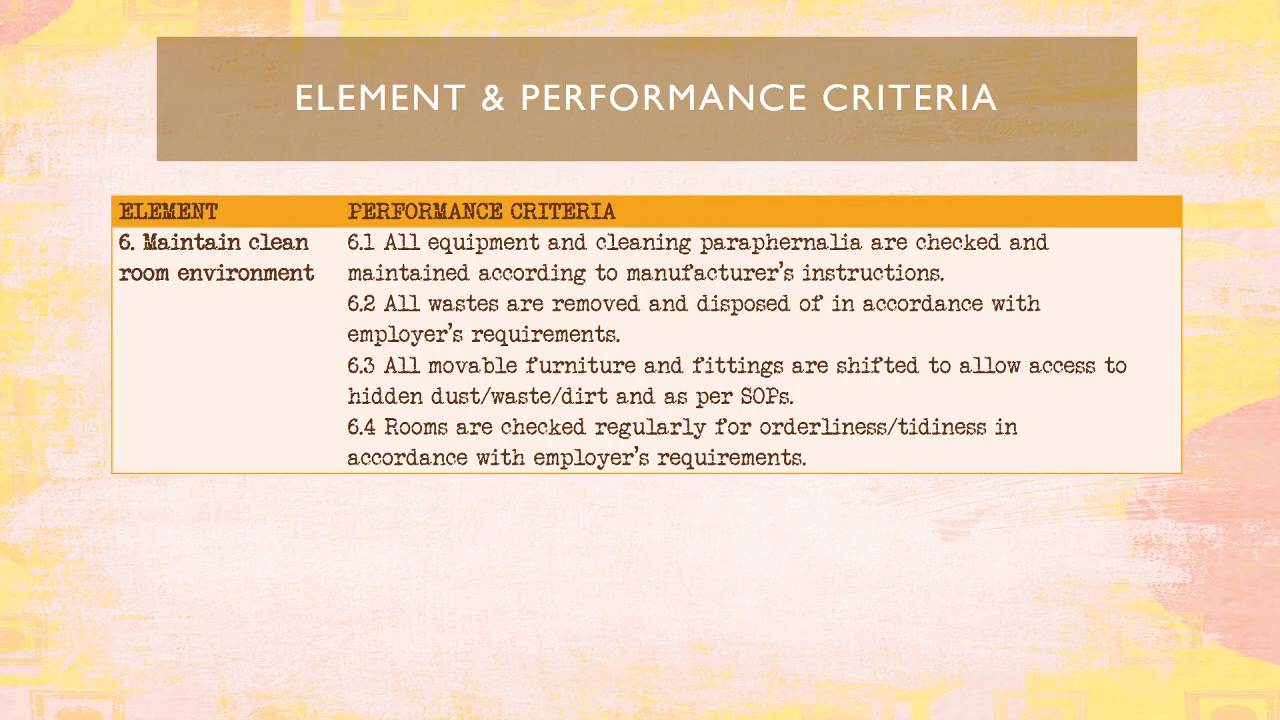 ELEMENT & PERFORMANCE CRITERIA
ELEMENT PERFORMANCE CRITERIA
6. Maintain clean
room environment
6.1 All equipment and cleaning paraphernalia are checked and
maintained according to manufacturer's instructions.
6.2 All wastes are removed and disposed of in accordance with
employer's requirements.
6.3 All movable furniture and fittings are shifted to allow access to
hidden dust/waste/dirt and as per SOPs.
6.4 Rooms are checked regularly for orderliness/tidiness in
accordance with employer's requirements.